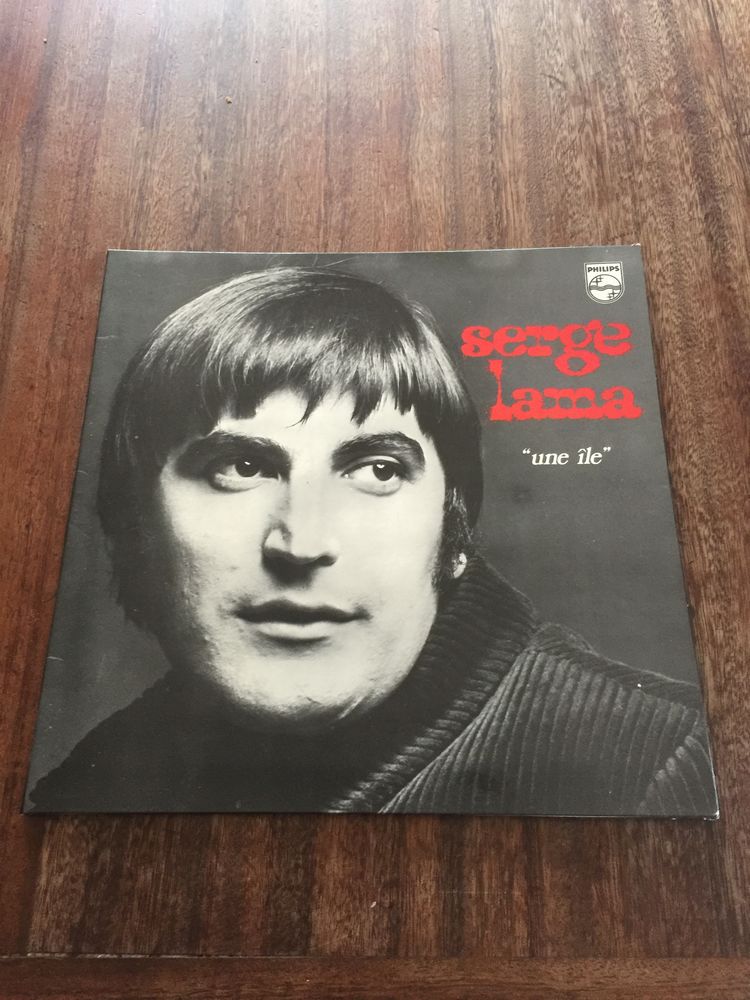 PHILIPS
serge
lama
“une île”